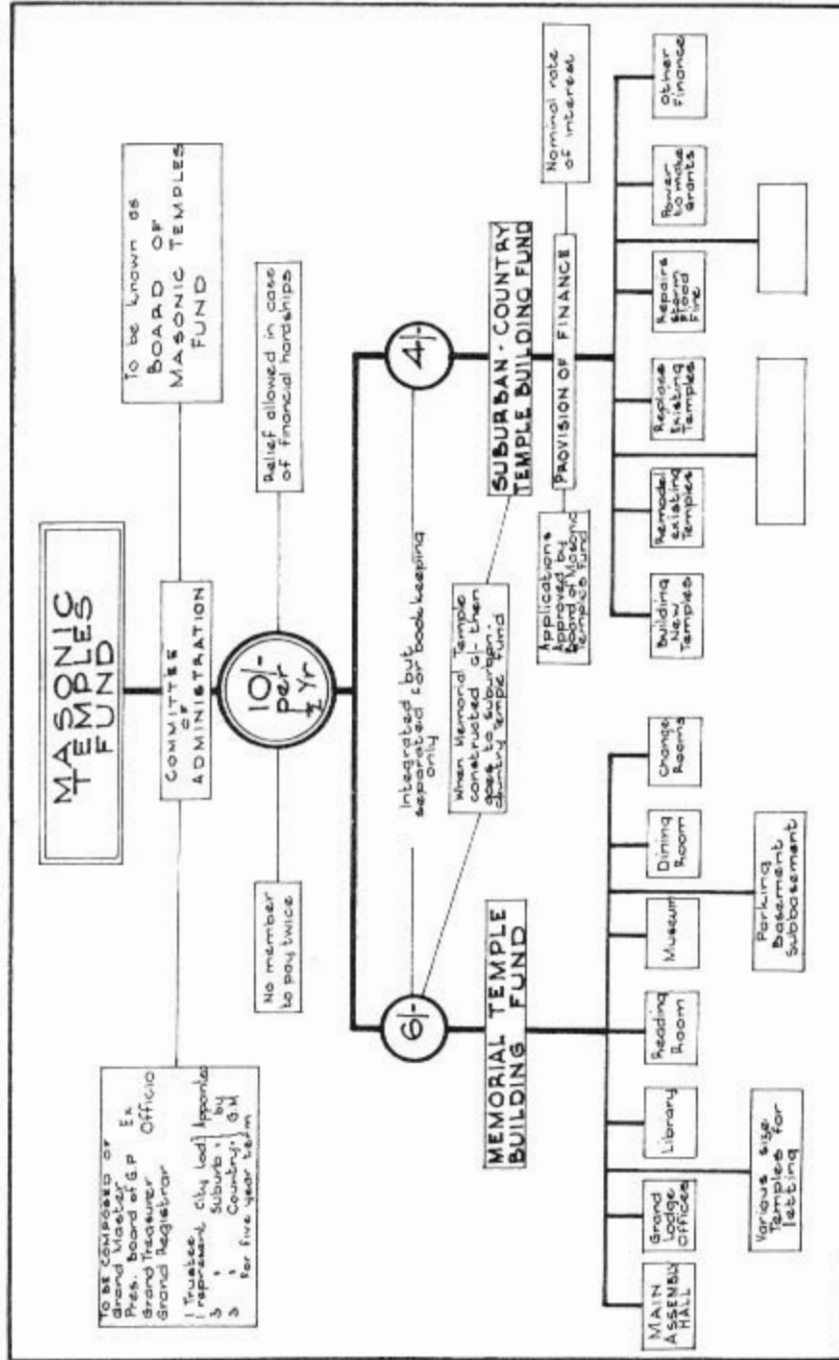 MASONIC
TEMPLES
FUND
COMMITTEE
OF
ADMINISTRATION
To be known as
BOARD OF
MASONIC TEMPLES
FUND
TO BE COMPOSED OF
Grand Master
Pres. Board of G.P Ex
Grand Treasurer Officio
Grand Registrar
1 Trustee
1 represent City Lod. Appointed
3 " Suburb " by
3 " Country " G.M
For five year term
10/-
per
½ Yr
No member
to pay twice
Relief allowed in case
of financial hardships
6/-
4/-
Integrated but
separated for book keeping
only
When Memorial Temple
constructed 6/- then
goes to suburban-
country Temple Fund
MEMORIAL TEMPLE
BUILDING FUND
SUBURBAN - COUNTRY
TEMPLE BUILDING FUND
PROVISION OF FINANCE
Applications
Approved by
Board of Masonic
Temples Fund
Nominal rate
of interest
MAIN
ASSEMBLY
HALL
Grand
Lodge
Offices
Library
Reading
Room
Museum
Dining
Room
Change
Rooms
Various size
Temples for
letting
Parking
Basement
Subbasement
Building
New
Temples
Remodel
existing
Temples
Replace
Existing
Temples
Repairs
Storm
Flood
Fire
Power
to make
Grants
Other
Finance